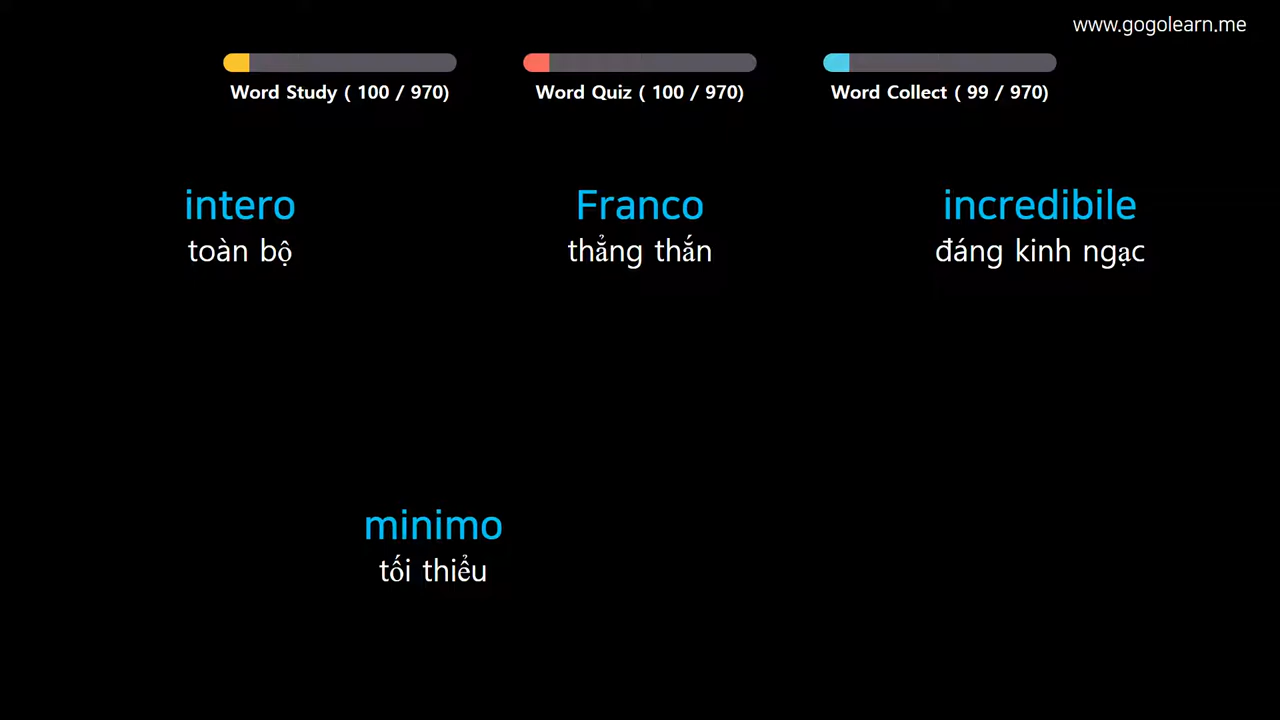 www.gogolearn.me
Word Study ( 100 / 970)
Word Quiz ( 100 / 970)
Word Collect ( 99 / 970)
intero
toàn bộ
Franco
thẳng thắn
incredibile
đáng kinh ngạc
minimo
tối thiểu